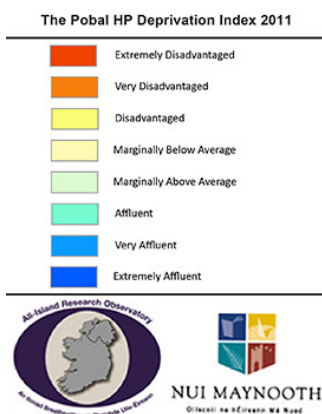 The Pobal HP Deprivation Index 2011
Extremely Disadvantaged
Very Disadvantaged
Disadvantaged
Marginally Below Average
Marginally Above Average
Affluent
Very Affluent
Extremely Affluent
All-Island Research Observatory
An
NUI MAYNOOTH
Ollscoil na hÉireann Má Nuad